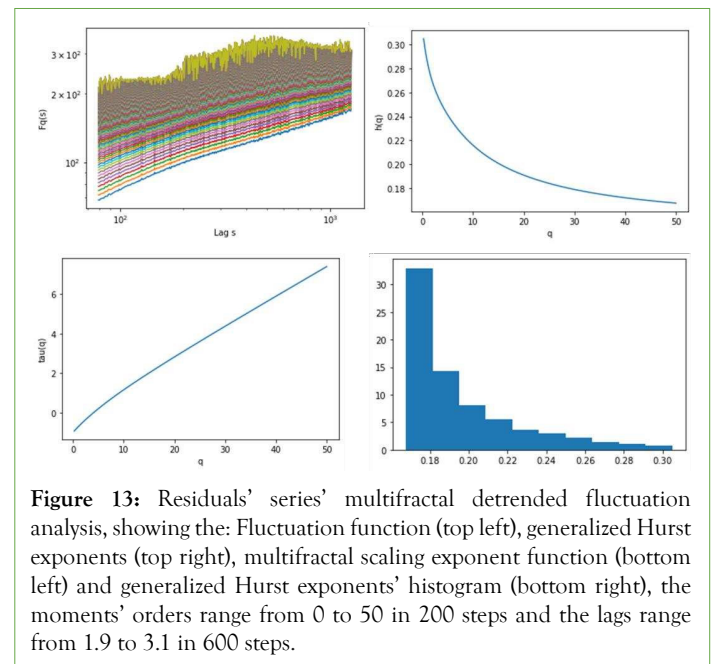 3 × 10²
2 × 10²
10²
Fq(s)
10²
10³
Lag s
0.30
0.28
0.26
0.24
0.22
0.20
0.18
h(q)
0
10
20
30
40
50
q
6
4
2
0
tau(q)
0
10
20
30
40
50
q
30
25
20
15
10
5
0
0.18
0.20
0.22
0.24
0.26
0.28
0.30
Figure 13: Residuals' series' multifractal detrended fluctuation
analysis, showing the: Fluctuation function (top left), generalized Hurst
exponents (top right), multifractal scaling exponent function (bottom
left) and generalized Hurst exponents' histogram (bottom right), the
moments' orders range from 0 to 50 in 200 steps and the lags range
from 1.9 to 3.1 in 600 steps.